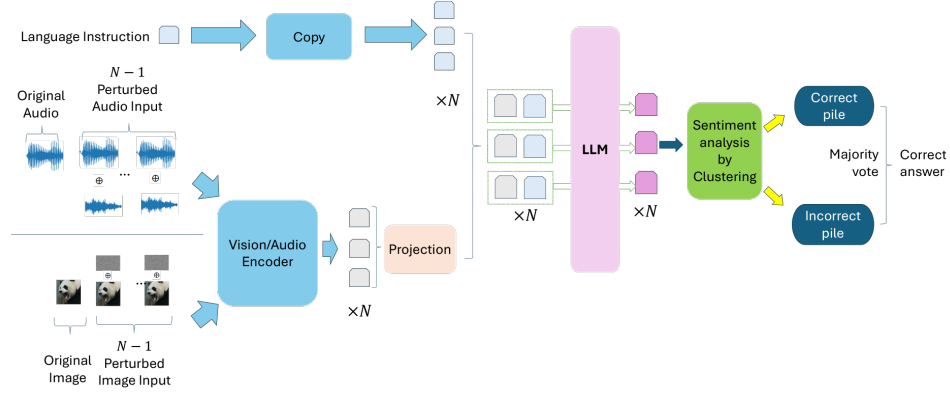 Language Instruction
Copy
×N
N − 1
Perturbed
Audio Input
Original
Audio
...
Vision/Audio
Encoder
×N
Projection
...
Original
Image
N − 1
Perturbed
Image Input
×N
LLM
×N
Sentiment
analysis
by
Clustering
Correct
pile
Majority
vote
Correct
answer
Incorrect
pile